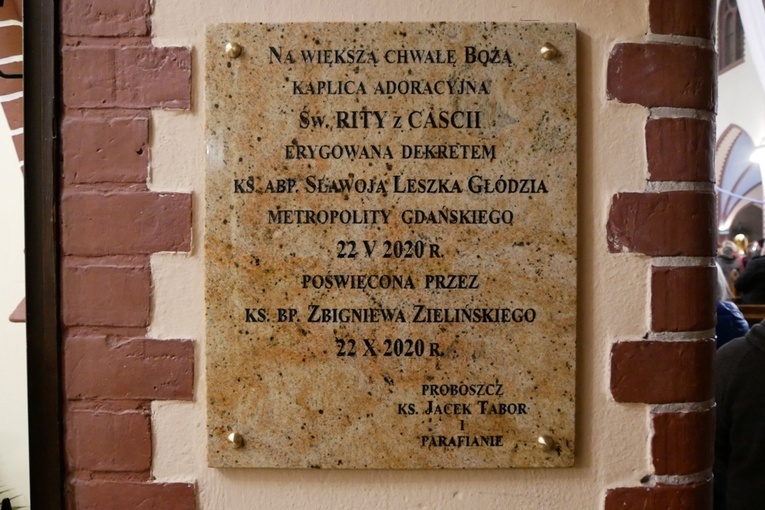 NA WIĘKSZĄ CHWAŁĘ BOŻĄ
KAPLICA ADORACYJNA
ŚW. RITY Z CASCII
ERYGOWANA DEKRETEM
KS. ABP. SŁAWOJA LESZKA GŁÓDZIA
METROPOLITY GDAŃSKIEGO
22 V 2020 R.
POŚWIĘCONA PRZEZ
KS. BP. ZBIGNIEWA ZIELIŃSKIEGO
22 X 2020 R.
PROBOSZCZ
KS. JACEK TABOR
I
PARAFIANIE